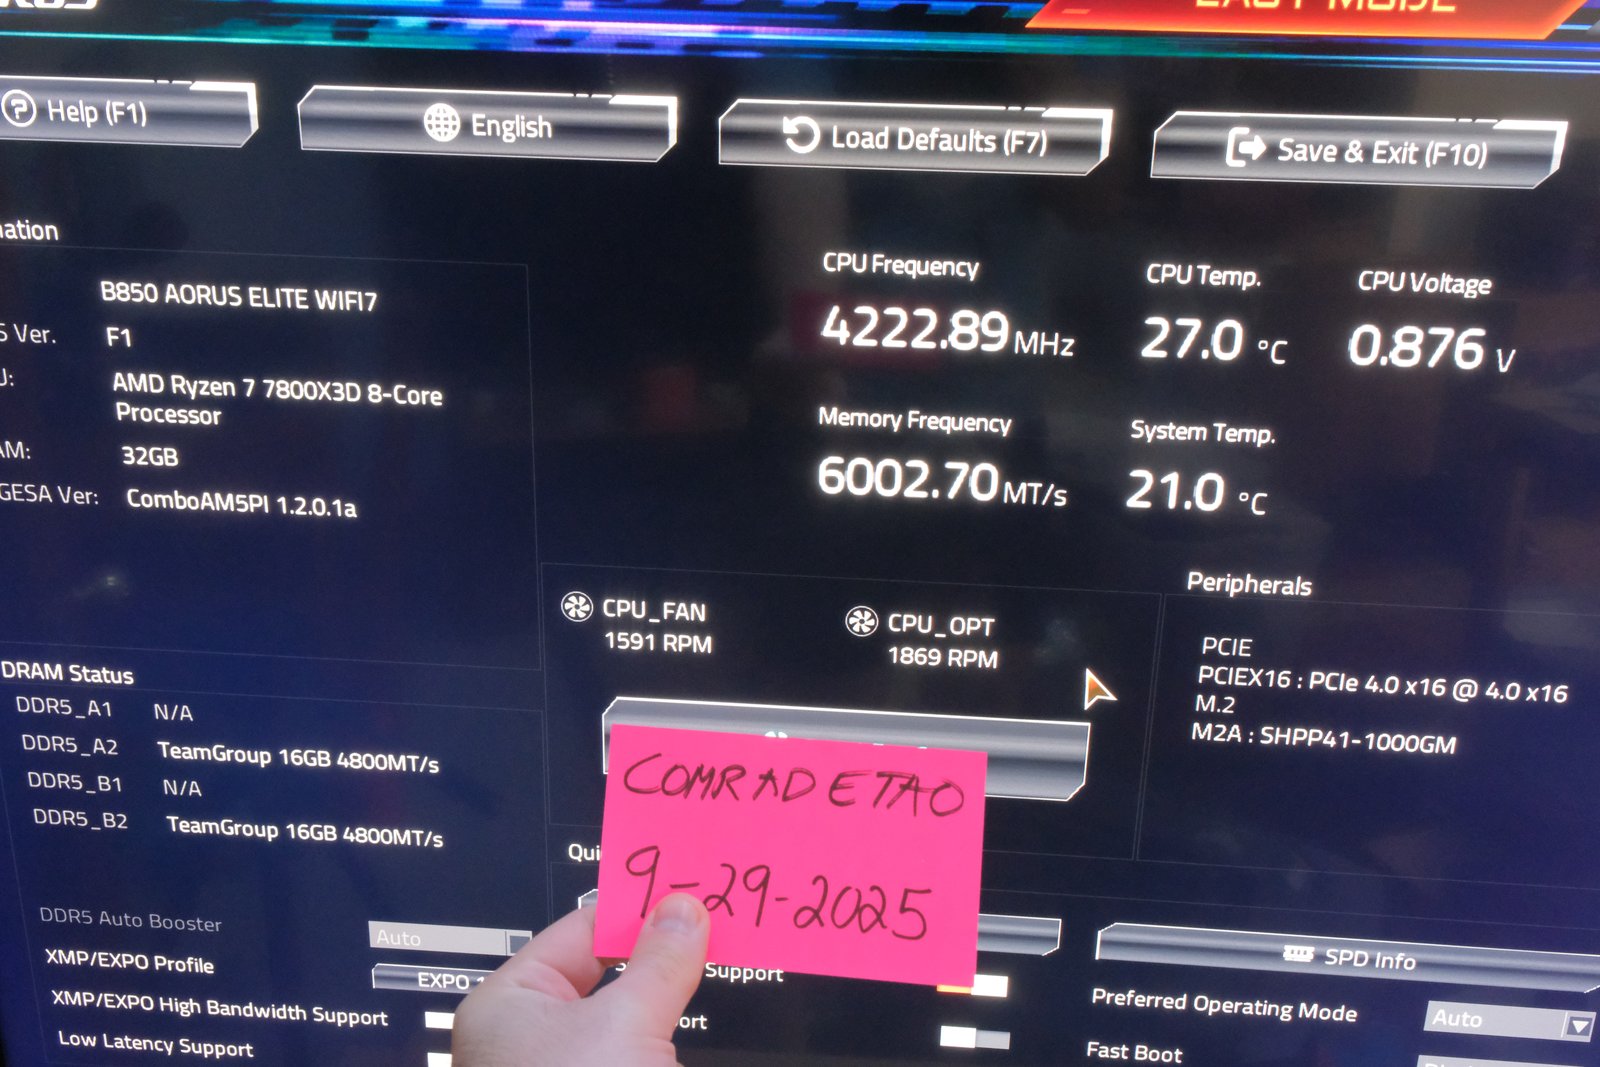 EASY MODE
Help (F1)
English
Load Defaults (F7)
Save & Exit (F10)
B850 AORUS ELITE WIFI7
Ver.
F1
AMD Ryzen 7 7800X3D 8-Core
Processor
32GB
ComboAM5PI 1.2.0.1a
CPU Frequency
4222.89 MHz
CPU Temp.
27.0 °C
CPU Voltage
0.876 V
Memory Frequency
6002.70 MT/s
System Temp.
21.0 °C
CPU_FAN
1591 RPM
CPU_OPT
1869 RPM
Peripherals
PCIE
PCIEX16 : PCIe 4.0 x16 @ 4.0 x16
M.2
M2A : SHPP41-1000GM
DRAM Status
DDR5_A1 N/A
DDR5_A2 TeamGroup 16GB 4800MT/s
DDR5_B1 N/A
DDR5_B2 TeamGroup 16GB 4800MT/s
COMRADETAO
9-29-2025
DDR5 Auto Booster Auto
XMP/EXPO Profile EXPO 1
XMP/EXPO High Bandwidth Support
Low Latency Support
Support
SPD Info
Preferred Operating Mode Auto
Fast Boot